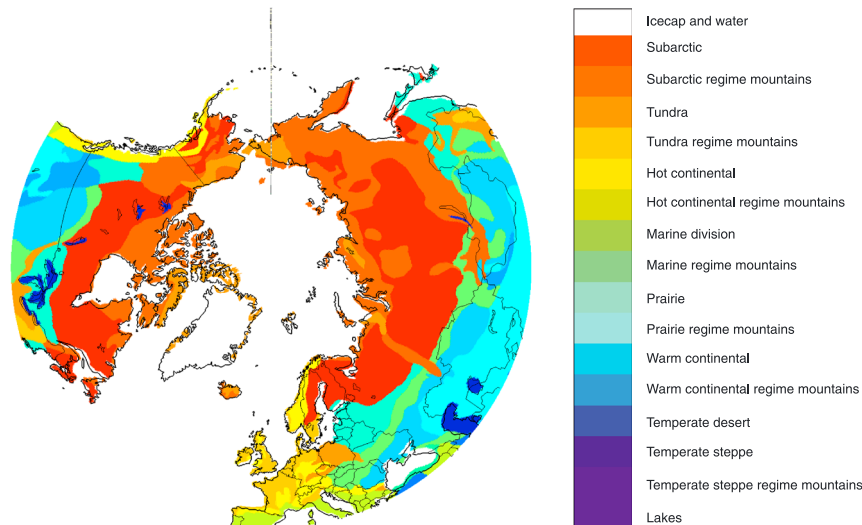 Icecap and water
Subarctic
Subarctic regime mountains
Tundra
Tundra regime mountains
Hot continental
Hot continental regime mountains
Marine division
Marine regime mountains
Prairie
Prairie regime mountains
Warm continental
Warm continental regime mountains
Temperate desert
Temperate steppe
Temperate steppe regime mountains
Lakes